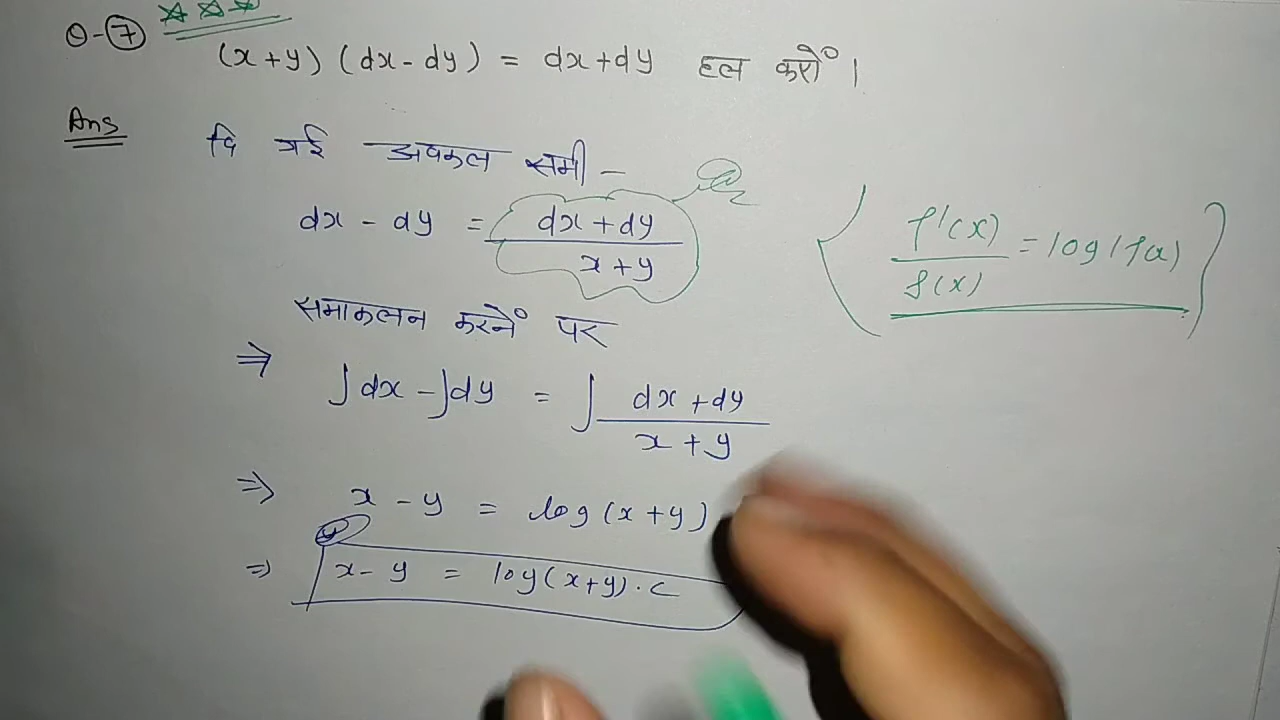 Q-7
(x+y) (dx-dy) = dx+dy हल करों।
Ans
दि गई अवकल समी –
dx - dy = dx+dy / x+y
f'(x) / f(x) = log(f(x)
समाकलन करनें पर
⇒ ∫dx - ∫dy = ∫ dx+dy / x+y
⇒ x - y = log(x+y)
⇒ x - y = log(x+y).c